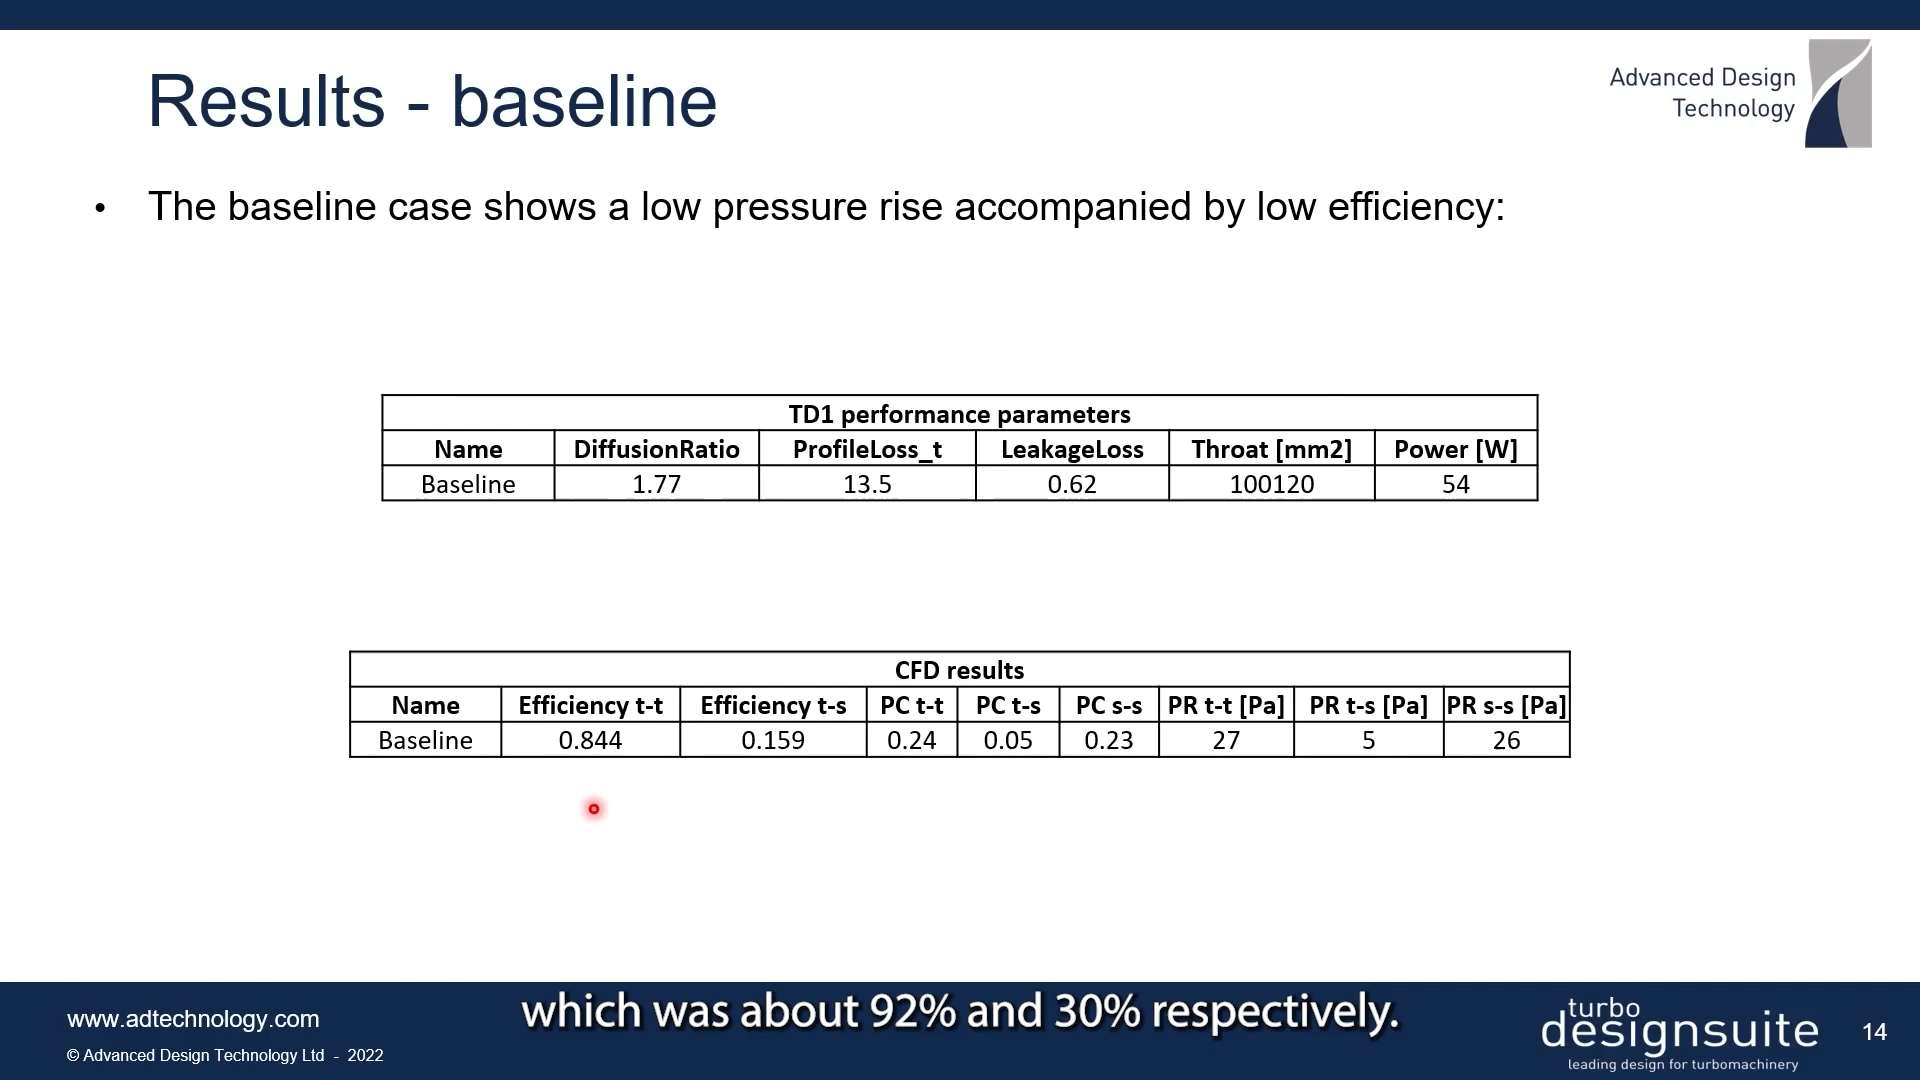 Advanced Design
Technology
Results - baseline
• The baseline case shows a low pressure rise accompanied by low efficiency:
TD1 performance parameters
Name DiffusionRatio ProfileLoss_t LeakageLoss Throat [mm2] Power [W]
Baseline 1.77 13.5 0.62 100120 54
CFD results
Name Efficiency t-t Efficiency t-s PC t-t PC t-s PC s-s PR t-t [Pa] PR t-s [Pa] PR s-s [Pa]
Baseline 0.844 0.159 0.24 0.05 0.23 27 5 26
which was about 92% and 30% respectively.
www.adtechnology.com
© Advanced Design Technology Ltd - 2022
turbo
designsuite
leading design for turbomachinery
14